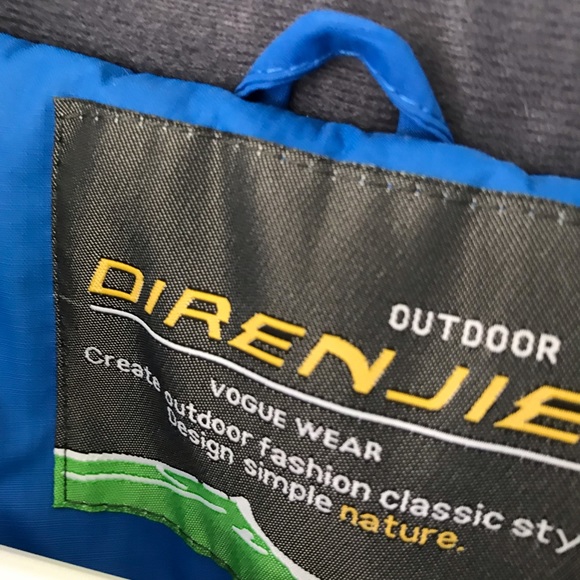 OUTDOOR
DIRENJIE
VOGUE WEAR
Create outdoor fashion classic sty
Design simple nature.